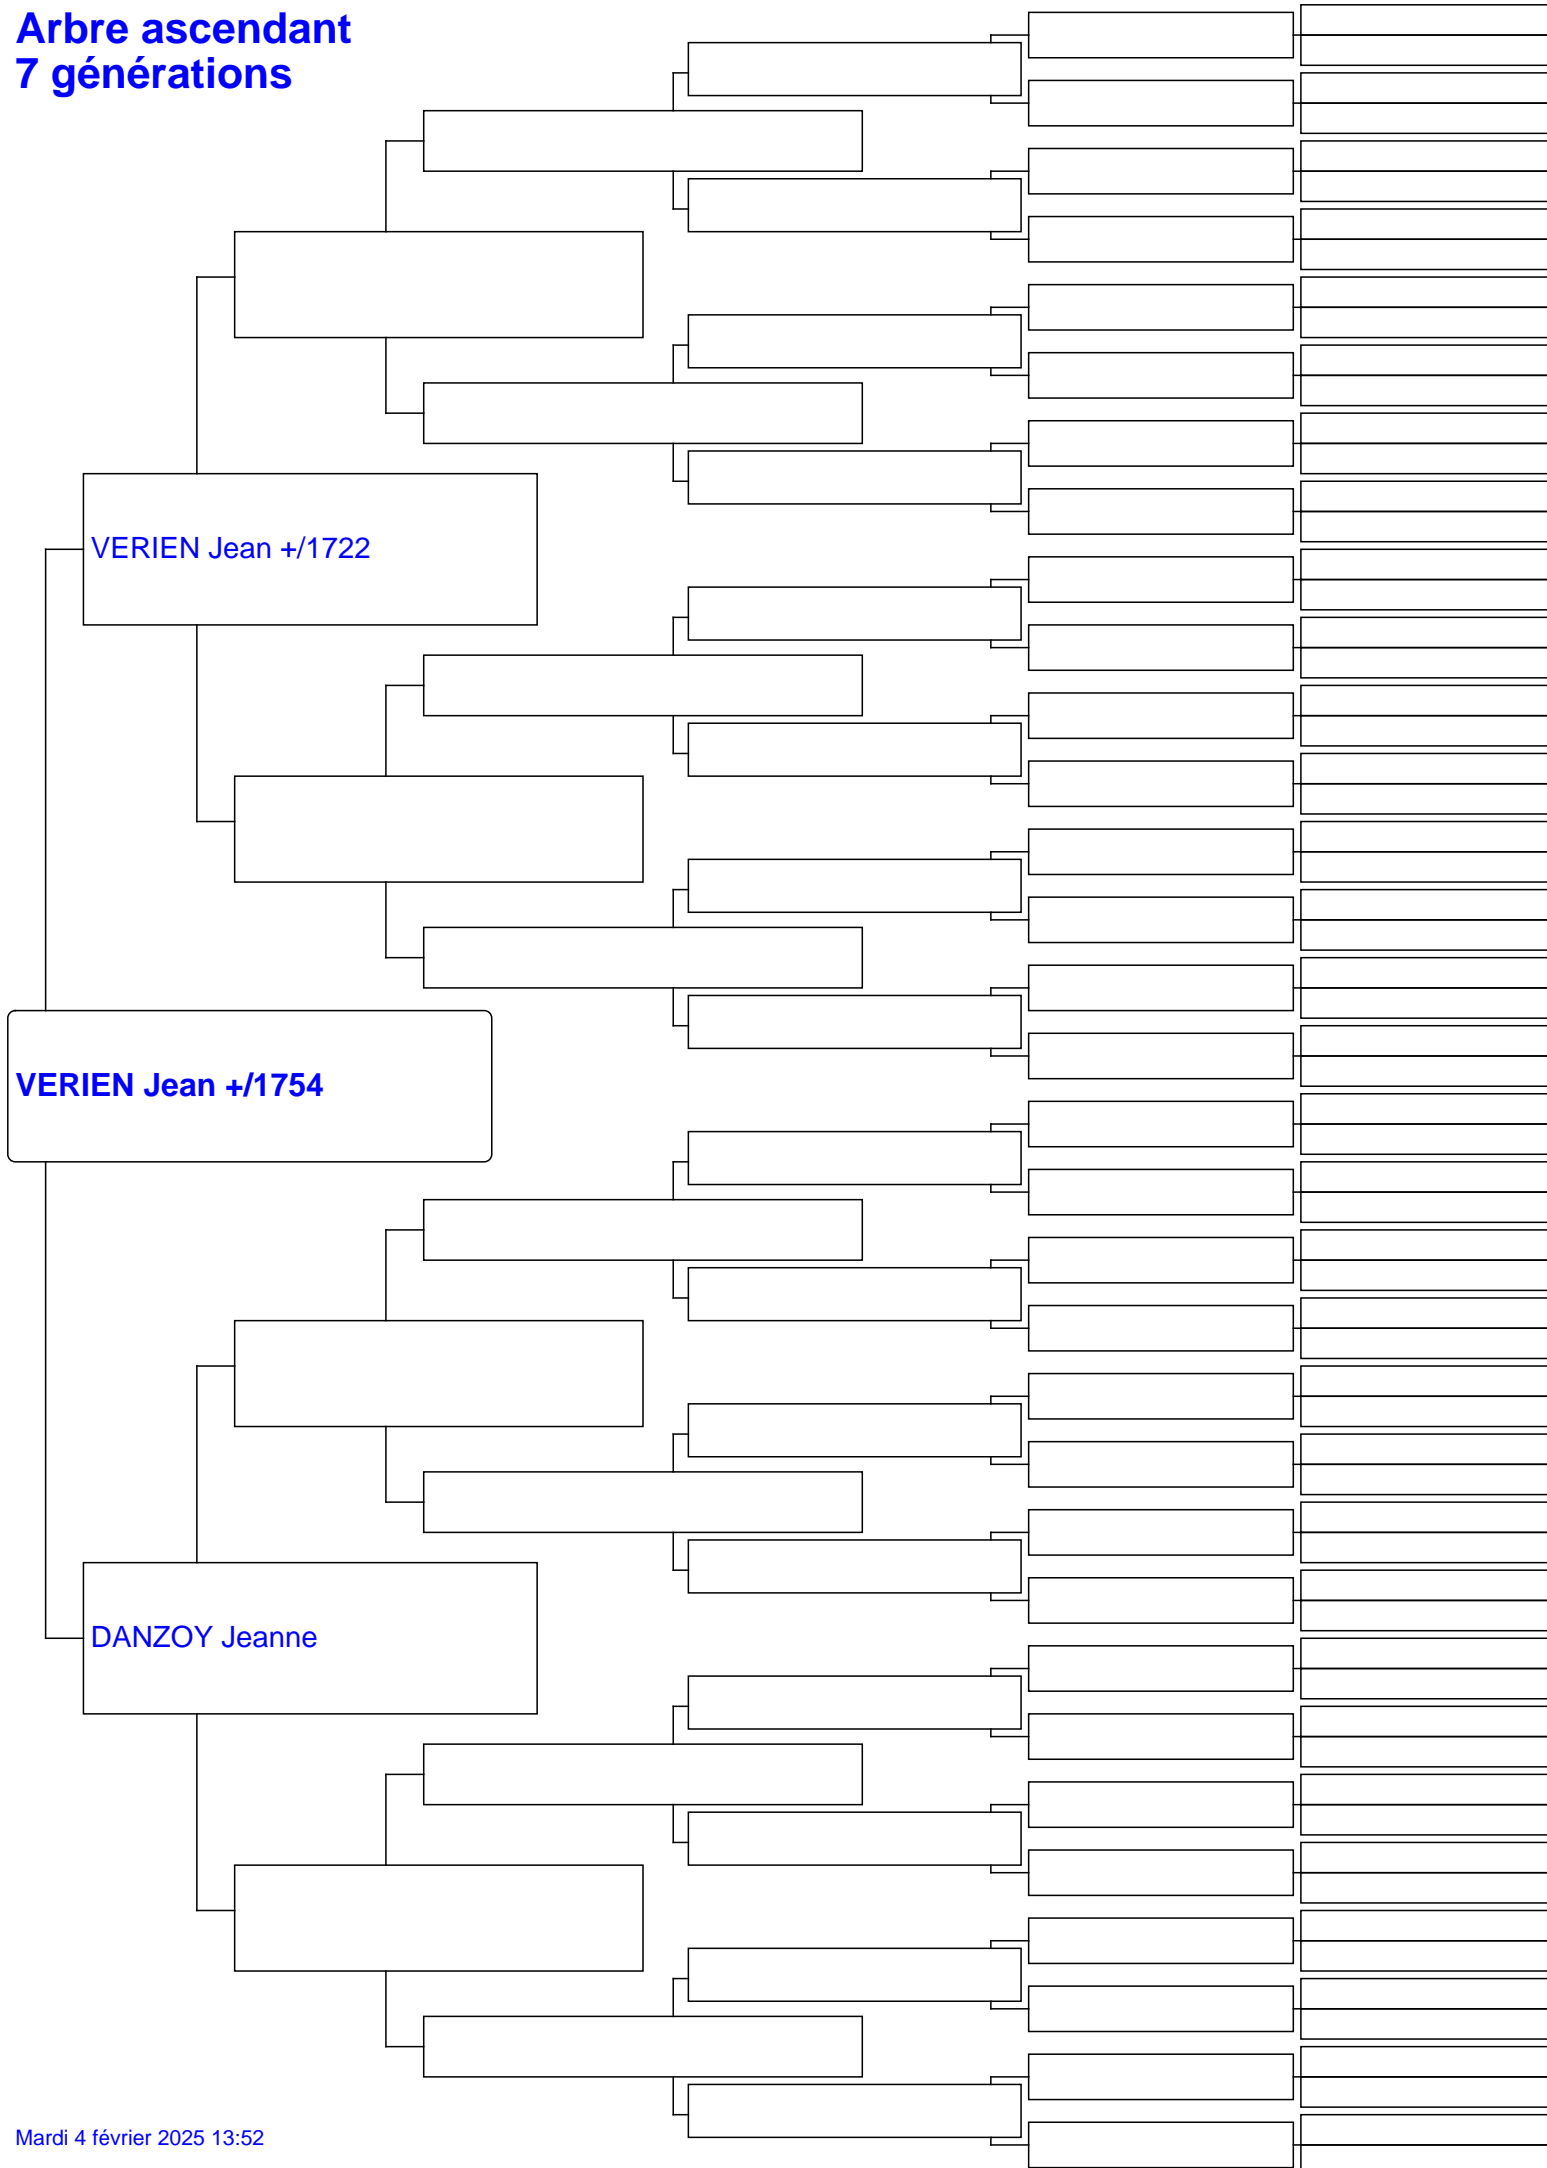 Arbre ascendant
7 générations
VERIEN Jean +/1722
VERIEN Jean +/1754
DANZOY Jeanne
Mardi 4 février 2025 13:52